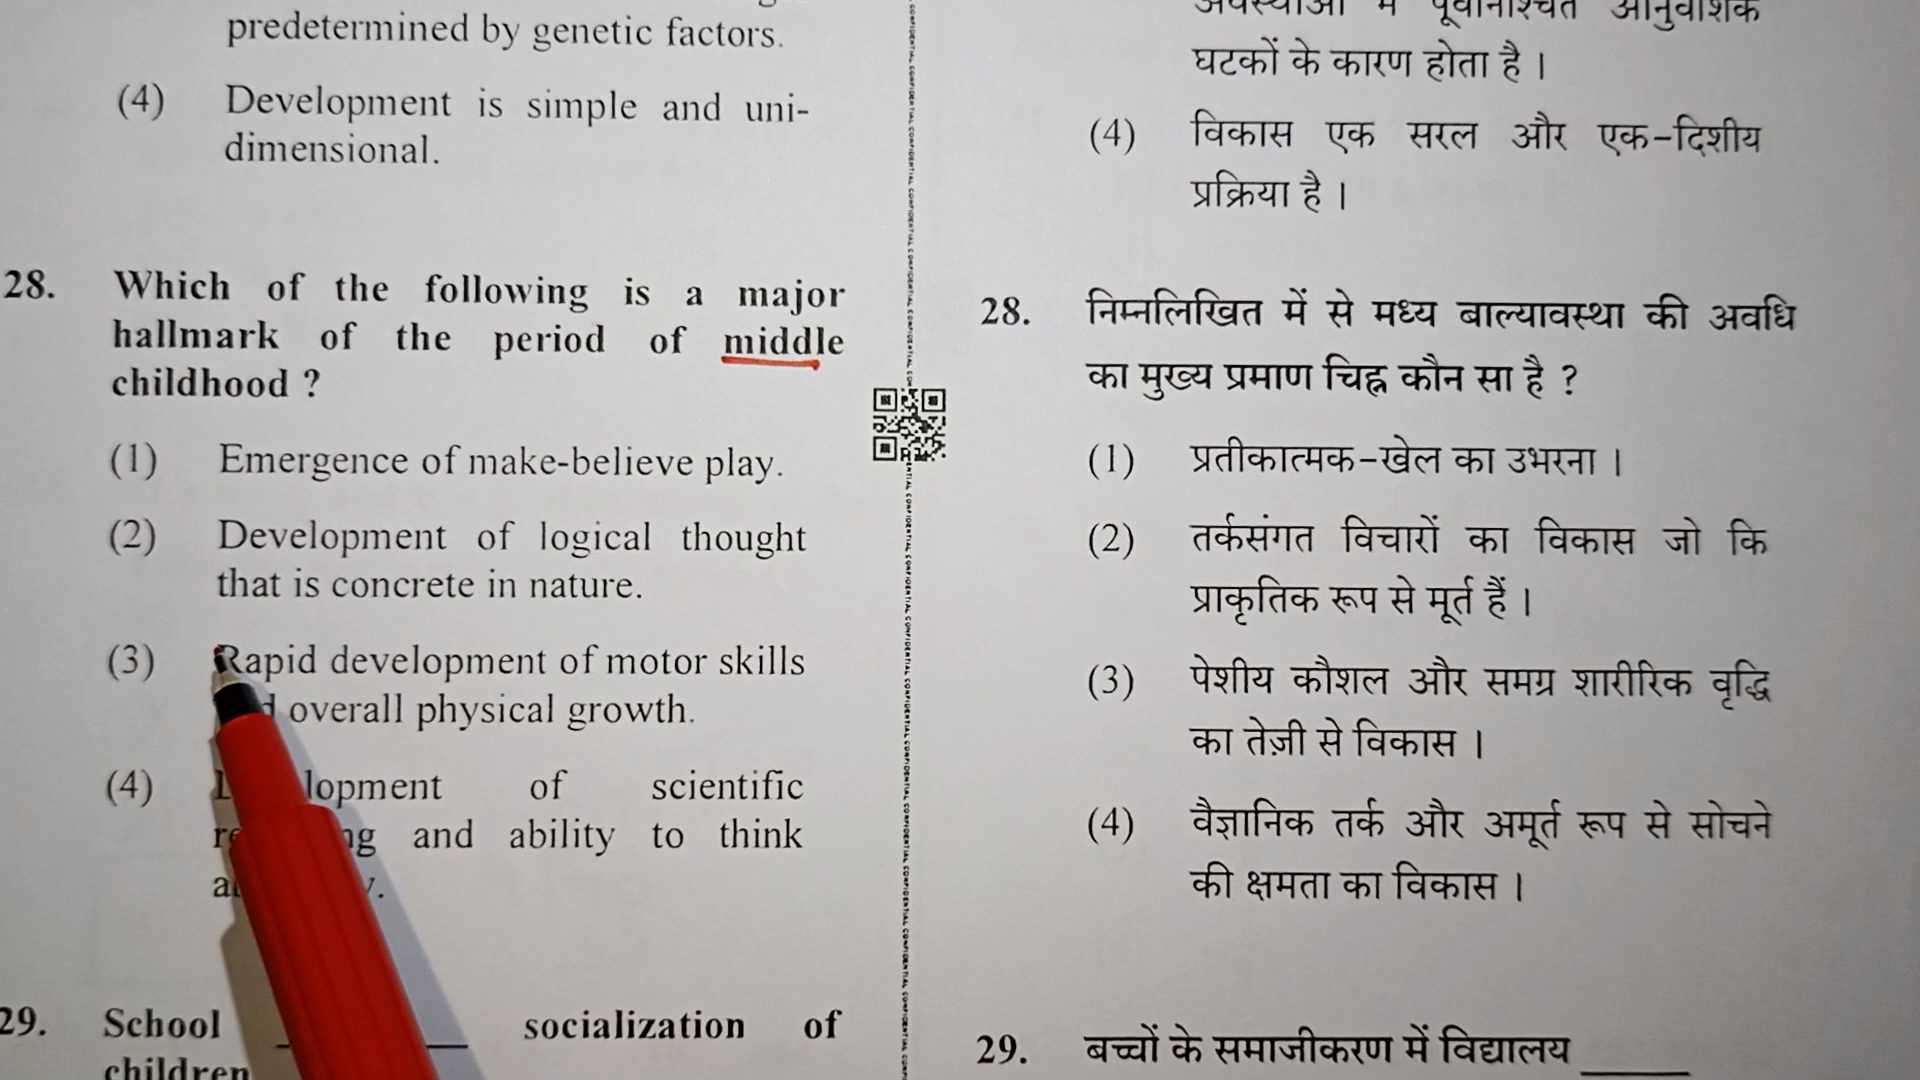 predetermined by genetic factors.
(4) Development is simple and uni-
dimensional.
28. Which of the following is a major
hallmark of the period of middle
childhood ?
(1) Emergence of make-believe play.
(2) Development of logical thought
that is concrete in nature.
(3) Rapid development of motor skills
overall physical growth.
(4) of scientific
and ability to think
29. School ______ socialization of
children
घटकों के कारण होता है ।
(4) विकास एक सरल और एक-दिशीय
प्रक्रिया है ।
28. निम्नलिखित में से मध्य बाल्यावस्था की अवधि
का मुख्य प्रमाण चिह्न कौन सा है ?
(1) प्रतीकात्मक-खेल का उभरना ।
(2) तर्कसंगत विचारों का विकास जो कि
प्राकृतिक रूप से मूर्त हैं ।
(3) पेशीय कौशल और समग्र शारीरिक वृद्धि
का तेज़ी से विकास ।
(4) वैज्ञानिक तर्क और अमूर्त रूप से सोचने
की क्षमता का विकास ।
29. बच्चों के समाजीकरण में विद्यालय ______